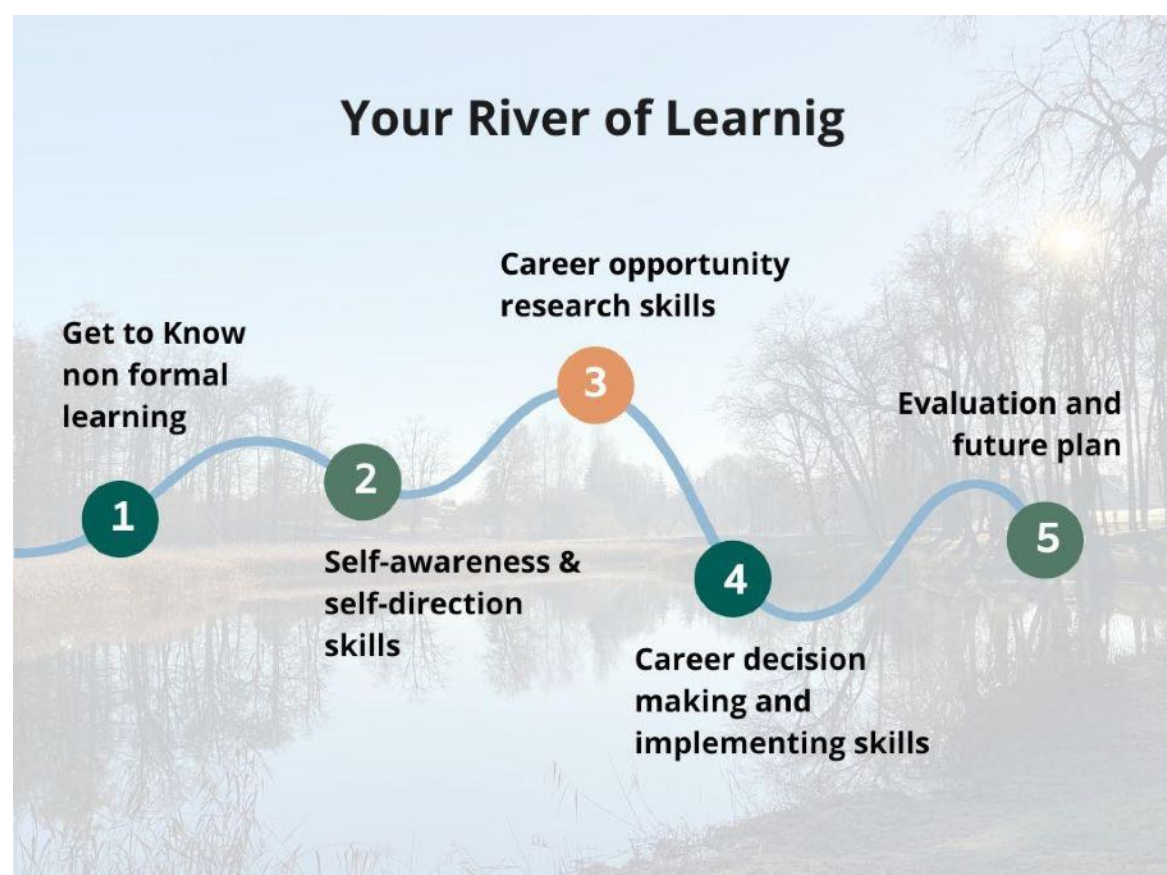 Your River of Learnig
Career opportunity
research skills
Get to Know
non formal
learning
Evaluation and
future plan
3
2
1
5
4
Self-awareness &
self-direction
skills
Career decision
making and
implementing skills